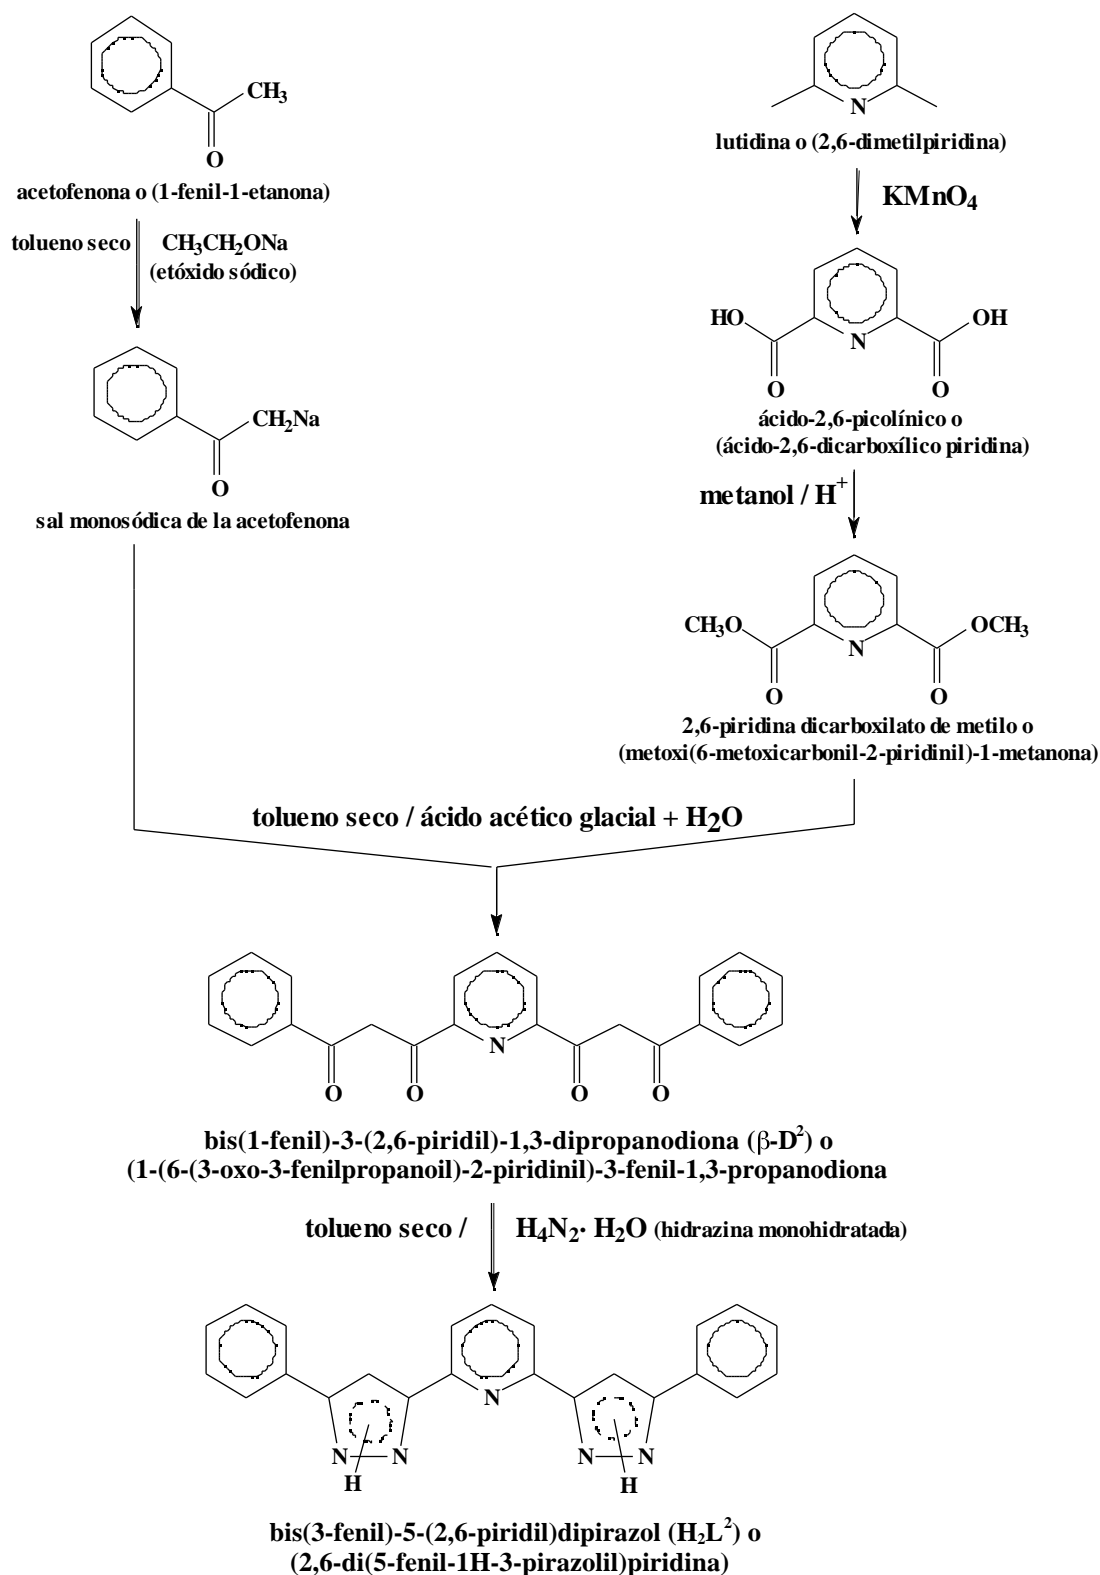 CH3
O
acetofenona o (1-fenil-1-etanona)
tolueno seco
CH3CH2ONa
(etóxido sódico)
CH2Na
O
sal monosódica de la acetofenona
N
lutidina o (2,6-dimetilpiridina)
KMnO4
HO
OH
N
O
O
ácido-2,6-picolínico o
(ácido-2,6-dicarboxílico piridina)
metanol / H+
CH3O
OCH3
N
O
O
2,6-piridina dicarboxilato de metilo o
(metoxi(6-metoxicarbonil-2-piridinil)-1-metanona)
tolueno seco / ácido acético glacial + H2O
N
O
O
O
O
bis(1-fenil)-3-(2,6-piridil)-1,3-dipropanodiona (β-D2) o
(1-(6-(3-oxo-3-fenilpropanoil)-2-piridinil)-3-fenil-1,3-propanodiona
tolueno seco /
H4N2· H2O (hidrazina monohidratada)
N
N
N
N
N
H
H
bis(3-fenil)-5-(2,6-piridil)dipirazol (H2L2) o
(2,6-di(5-fenil-1H-3-pirazolil)piridina)